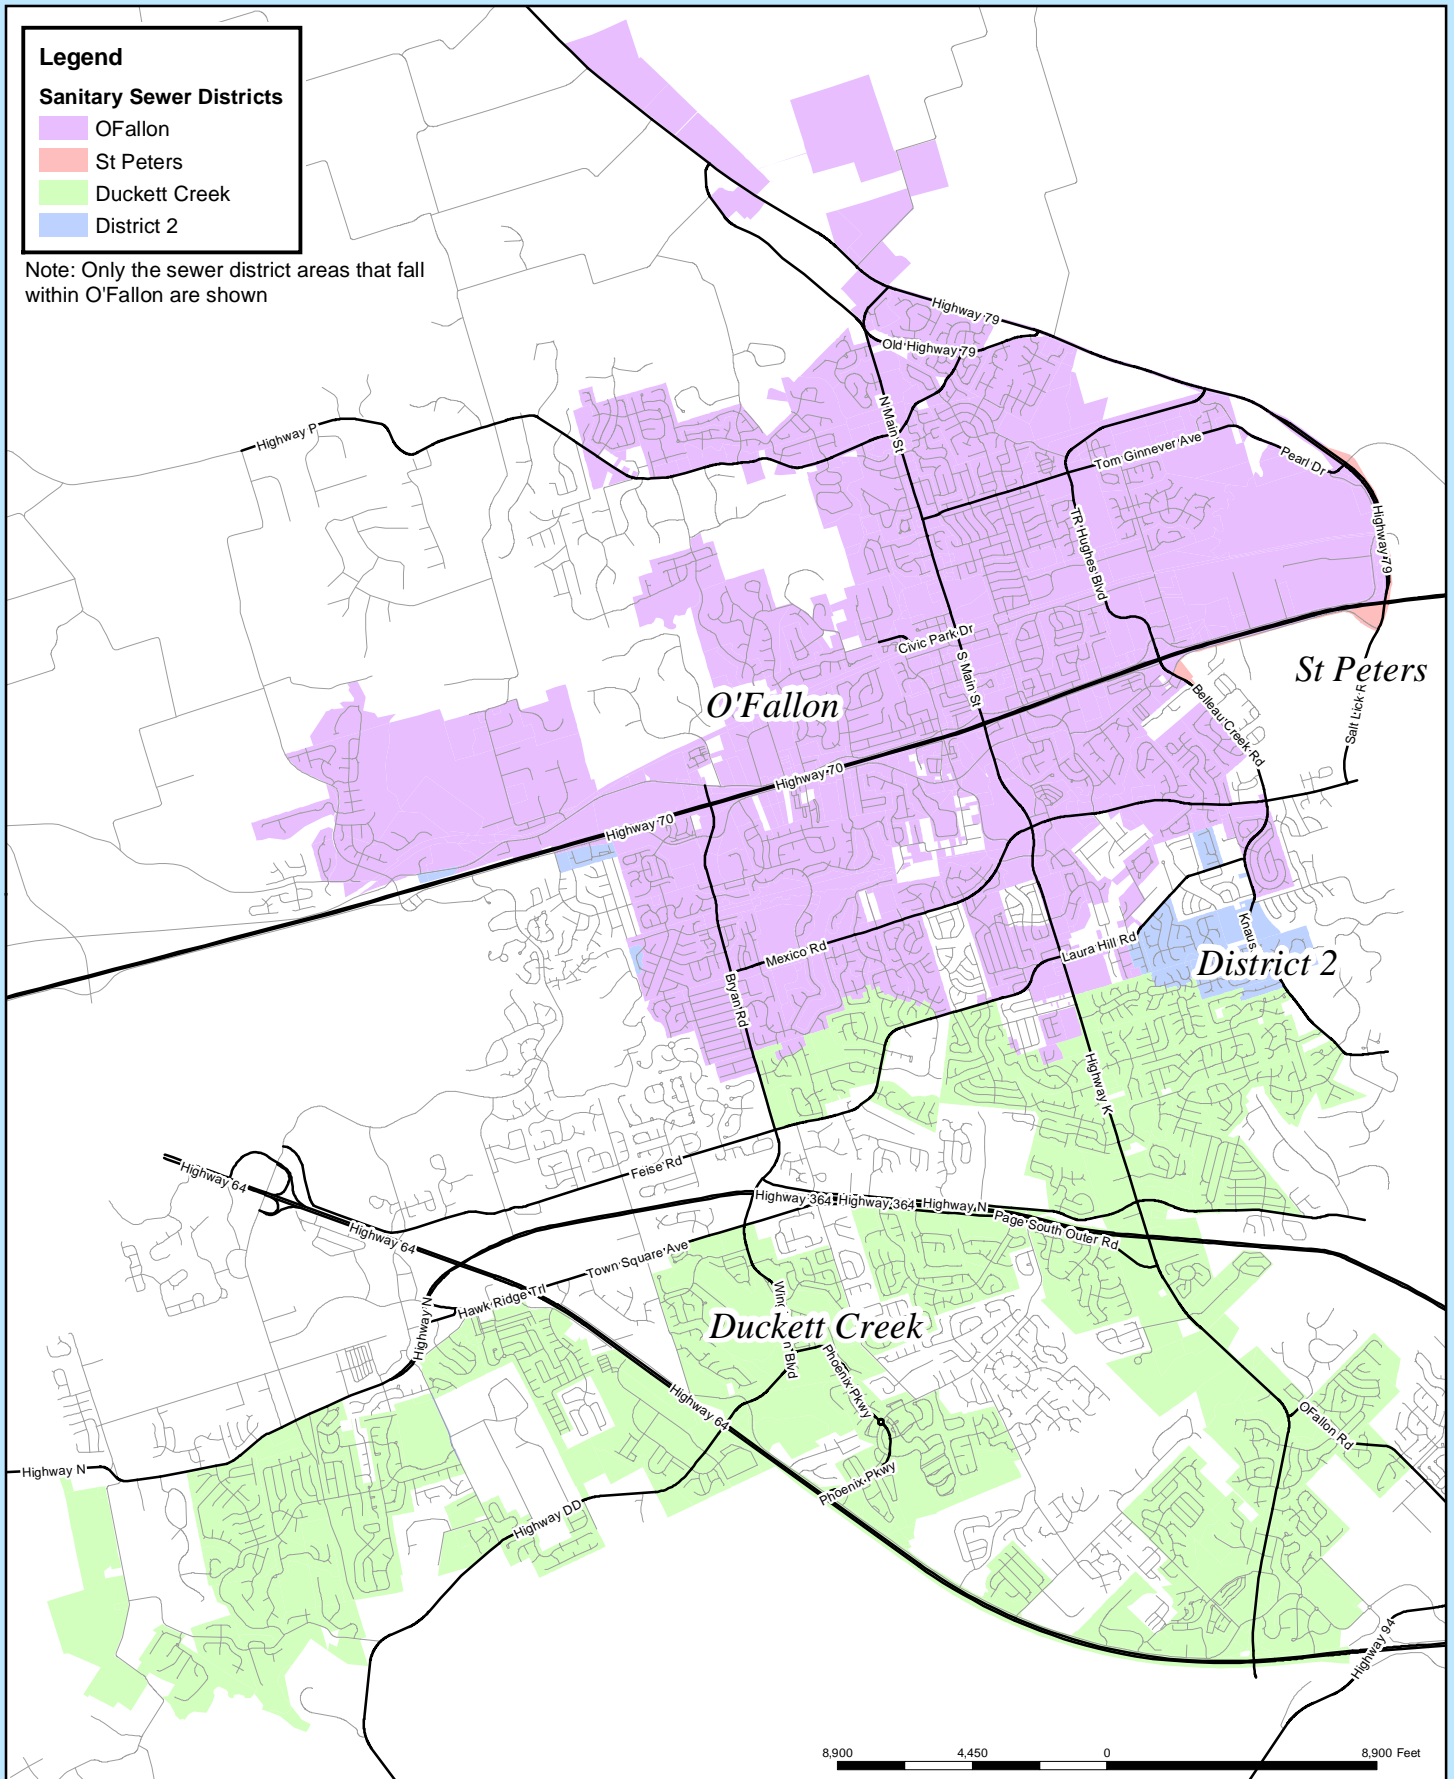 Legend
Sanitary Sewer Districts
OFallon
St Peters
Duckett Creek
District 2
Note: Only the sewer district areas that fall
within O'Fallon are shown
Highway 79
Old Highway 79
N Main St
Highway P
Tom Ginnever Ave
Pearl Dr
TR Hughes Blvd
Highway 79
Civic Park Dr
S Main St
St Peters
O'Fallon
Belleau Creek Rd
Salt Lick R
Highway 70
Highway 70
Mexico Rd
Laura Hill Rd
Knaus
District 2
Bryan Rd
Highway K
Feise Rd
Highway 64
Highway 364
Highway 364
Highway N
Page South Outer Rd
Highway 64
Town Square Ave
Hawk Ridge Trl
Highway N
Duckett Creek
Phoenix Pkwy
Highway 64
OFallon Rd
Highway N
Phoenix Pkwy
Highway DD
Highway 94
8,900 4,450 0 8,900 Feet